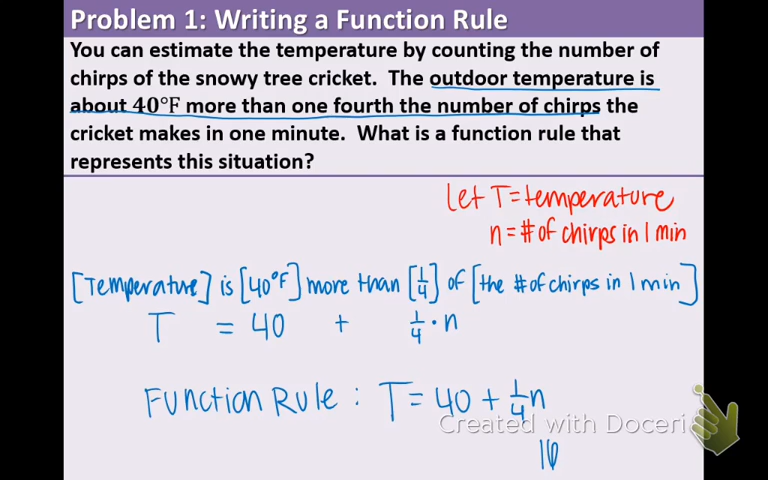 Problem 1: Writing a Function Rule
You can estimate the temperature by counting the number of
chirps of the snowy tree cricket. The outdoor temperature is
about 40°F more than one fourth the number of chirps the
cricket makes in one minute. What is a function rule that
represents this situation?
let T = temperature
n = # of chirps in 1 min
[Temperature] is [40°F] more than [1/4] of [the # of chirps in 1 min]
T = 40 + 1/4 · n
Function Rule : T = 40 + 1/4 n
Created with Doceri